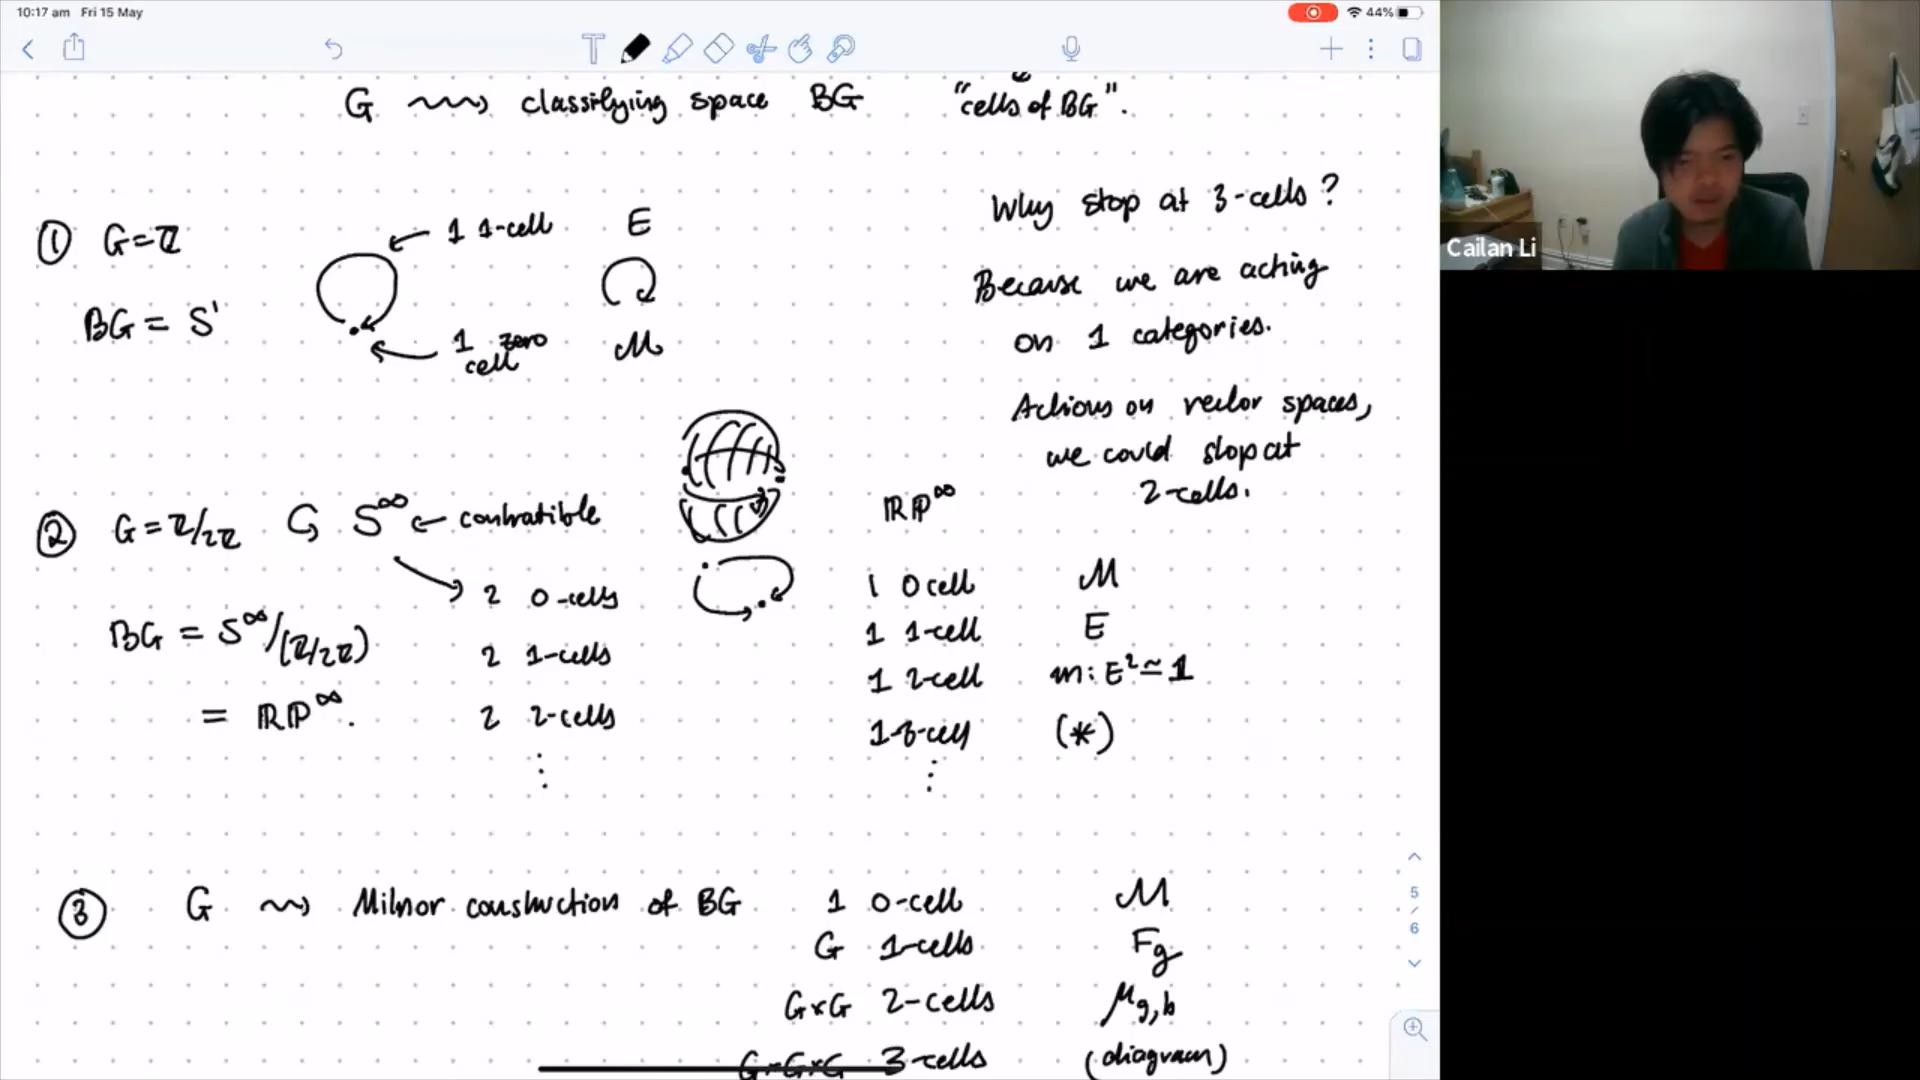 10:17 am Fri 15 May
44%
G ⇝ classifying space BG "cells of BG".
Why stop at 3-cells?
Because we are acting
on 1 categories.
Actions on vector spaces,
we could stop at
2-cells.
① G=ℤ
BG = S¹
1 1-cell
1 zero
cell
E
M
② G=ℤ/2ℤ S^∞ ← contratible
BG = S^∞/(ℤ/2ℤ)
= ℝℙ^∞.
2 0-cells
2 1-cells
2 2-cells
⋮
ℝℙ^∞
1 0 cell M
1 1-cell E
1 2-cell m: E² ≃ 1
1-3-cell (*)
⋮
③ G ⇝ Milnor construction of BG
1 0-cell M
G 1-cells F_g
G×G 2-cells μ_{g,h}
G×G×G 3-cells (diagram)
5
/
6
Cailan Li